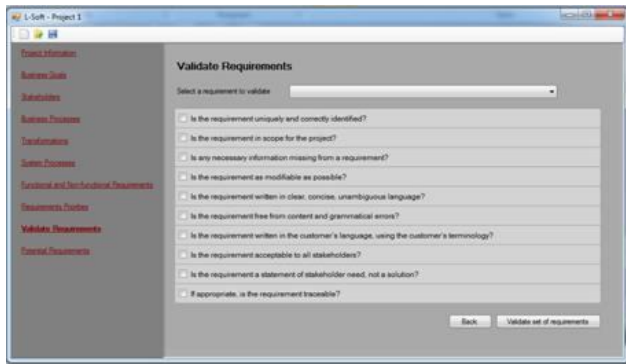 L-Soft - Project 1
Project Information
Business Goals
Stakeholders
Business Processes
Transformations
System Processes
Functional and Non-functional Requirements
Requirements Priorities
Validate Requirements
Potential Requirements
Validate Requirements
Select a requirement to validate
Is the requirement uniquely and correctly identified?
Is the requirement in scope for the project?
Is any necessary information missing from a requirement?
Is the requirement as modifiable as possible?
Is the requirement written in clear, concise, unambiguous language?
Is the requirement free from content and grammatical errors?
Is the requirement written in the customer's language, using the customer's terminology?
Is the requirement acceptable to all stakeholders?
Is the requirement a statement of stakeholder need, not a solution?
If appropriate, is the requirement traceable?
Back
Validate set of requirements